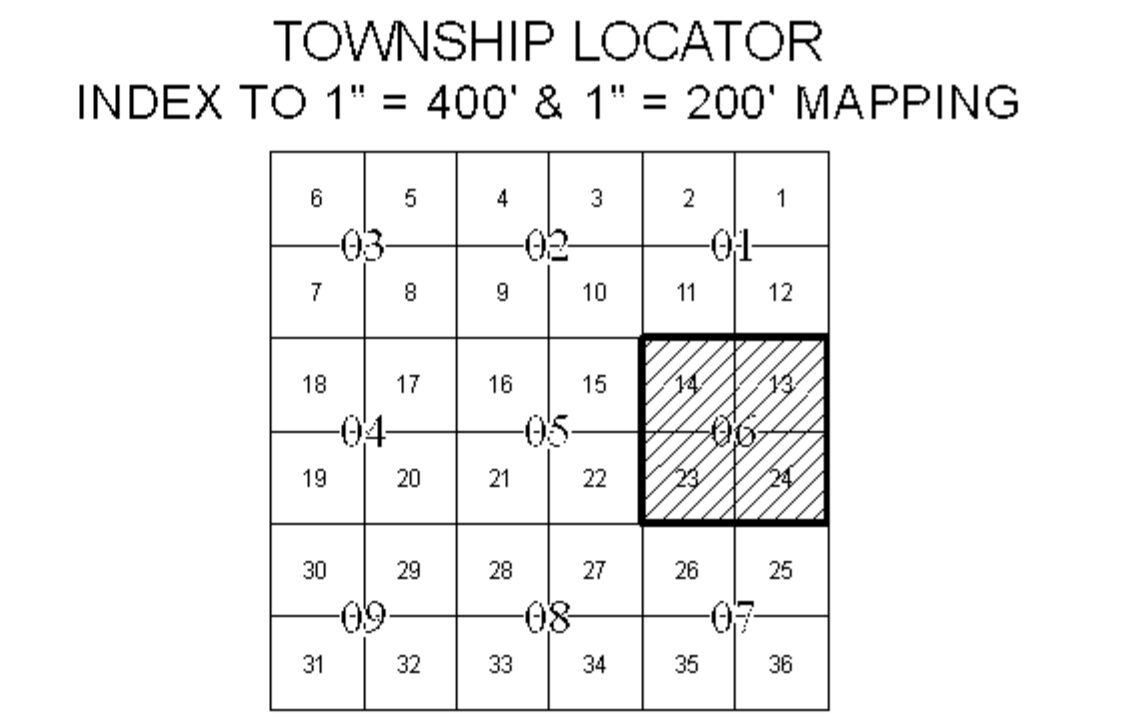 TOWNSHIP LOCATOR
INDEX TO 1" = 400' & 1" = 200' MAPPING
6 5 4 3 2 1
03 02 01
7 8 9 10 11 12
18 17 16 15 14 13
04 05 06
19 20 21 22 23 24
30 29 28 27 26 25
09 08 07
31 32 33 34 35 36